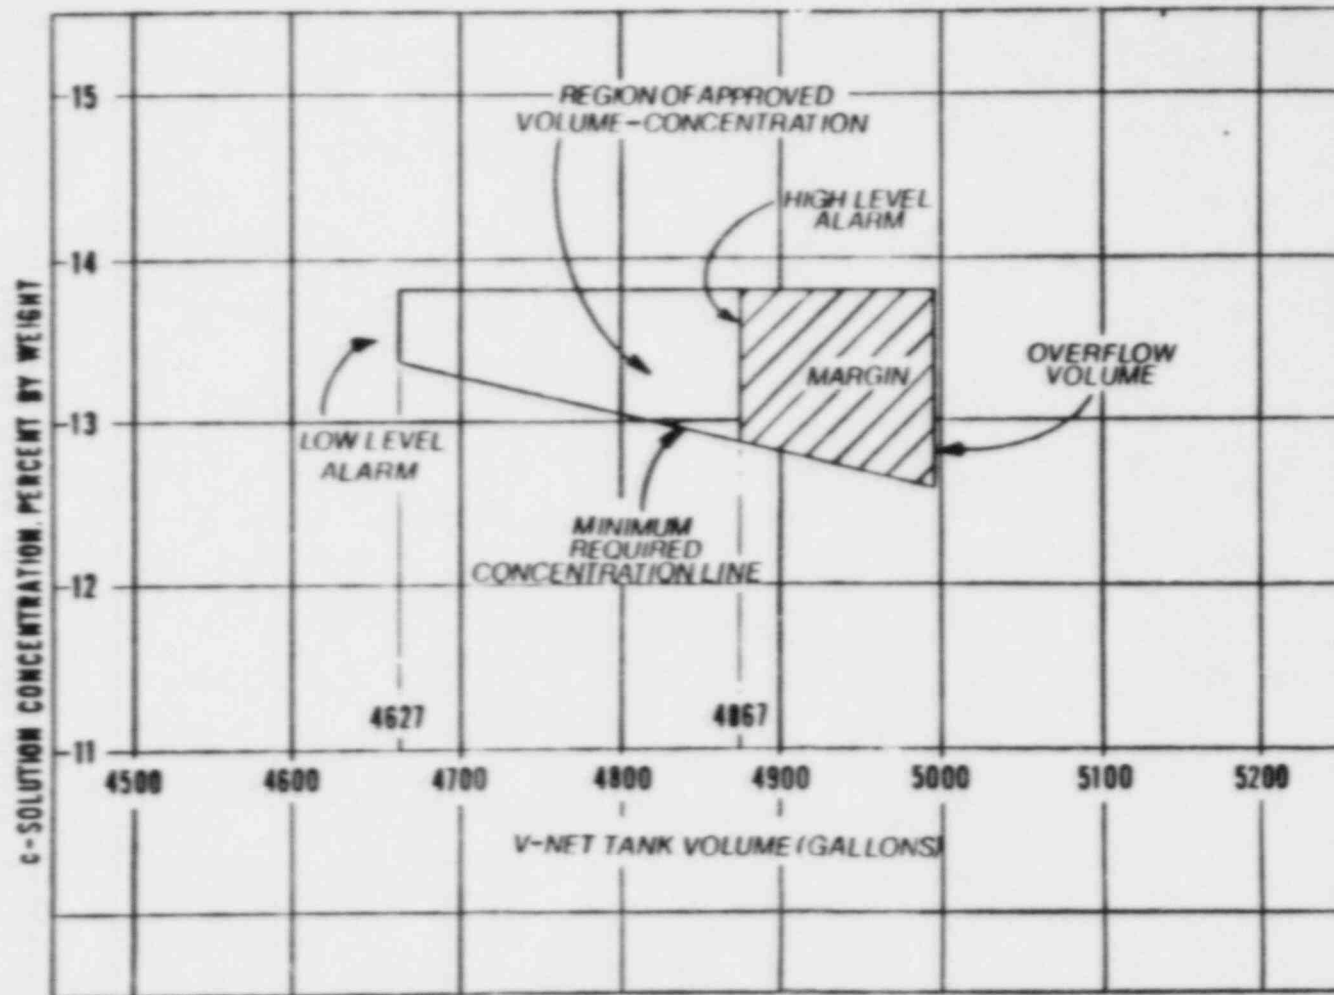 15
REGION OF APPROVED
VOLUME-CONCENTRATION
HIGH LEVEL
ALARM
14
OVERFLOW
VOLUME
MARGIN
13
LOW LEVEL
ALARM
MINIMUM
REQUIRED
CONCENTRATION LINE
12
4627
4867
11
4500 4600 4700 4800 4900 5000 5100 5200
V-NET TANK VOLUME (GALLONS)
C-SOLUTION CONCENTRATION, PERCENT BY WEIGHT